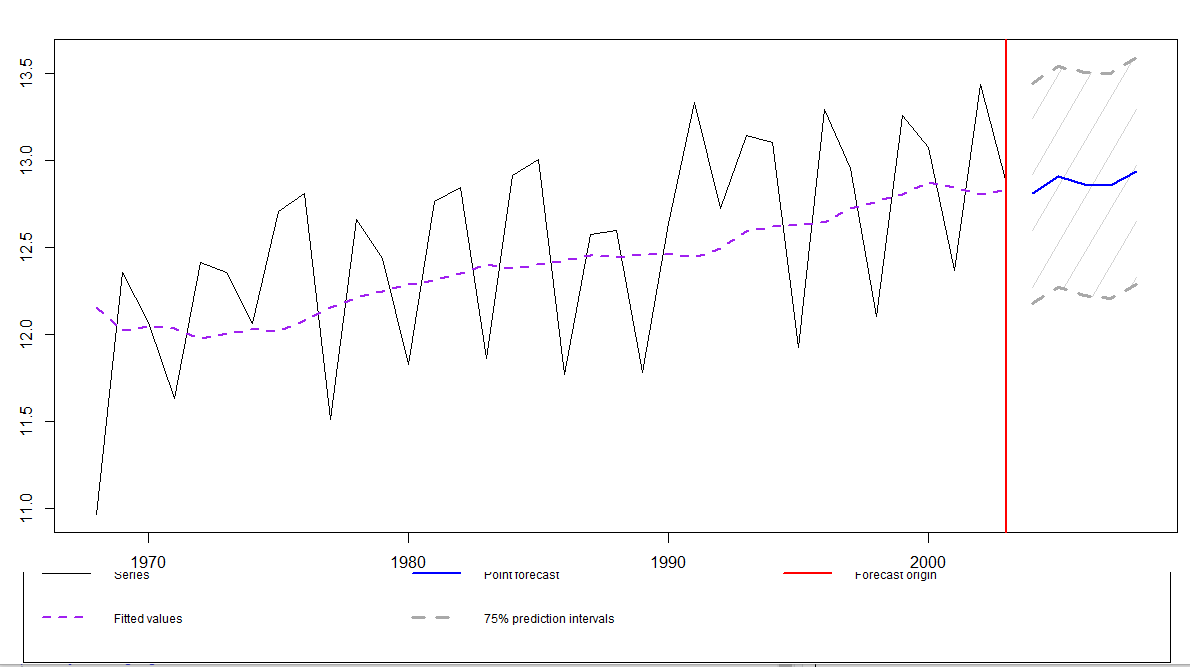 13.5
13.0
12.5
12.0
11.5
11.0
1970 1980 1990 2000
Series Point forecast Forecast origin
Fitted values 75% prediction intervals